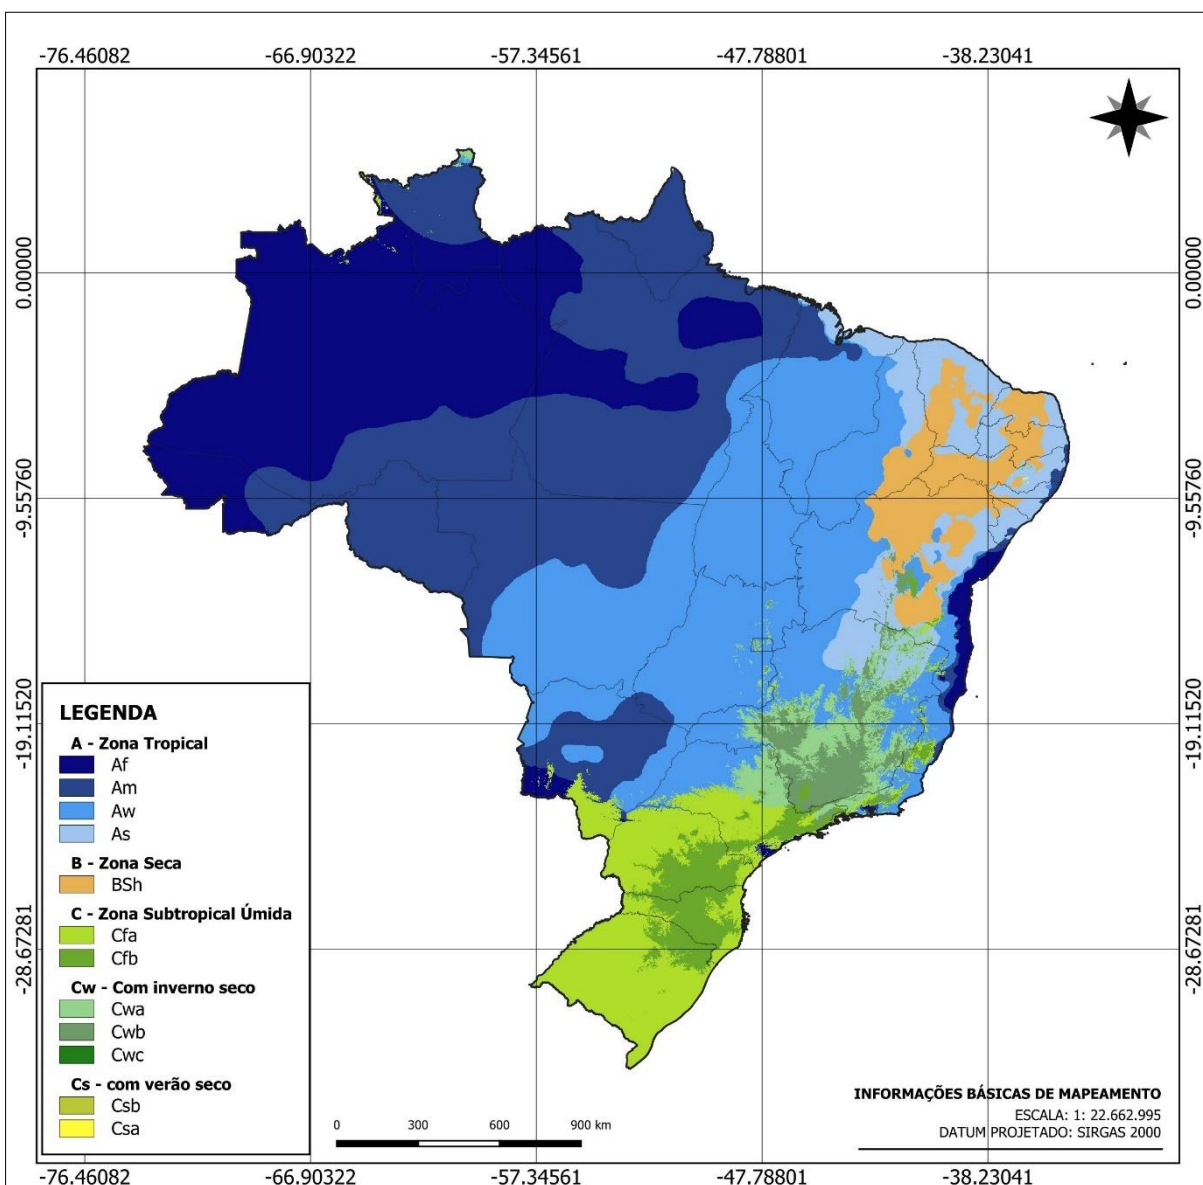 -76.46082 -66.90322 -57.34561 -47.78801 -38.23041
0.00000 0.00000
-9.55760 -9.55760
-19.11520 -19.11520
-28.67281 -28.67281
LEGENDA
A - Zona Tropical
Af
Am
Aw
As
B - Zona Seca
BSh
C - Zona Subtropical Úmida
Cfa
Cfb
Cw - Com inverno seco
Cwa
Cwb
Cwc
Cs - com verão seco
Csb
Csa
0 300 600 900 km
INFORMAÇÕES BÁSICAS DE MAPEAMENTO
ESCALA: 1: 22.662.995
DATUM PROJETADO: SIRGAS 2000
-76.46082 -66.90322 -57.34561 -47.78801 -38.23041